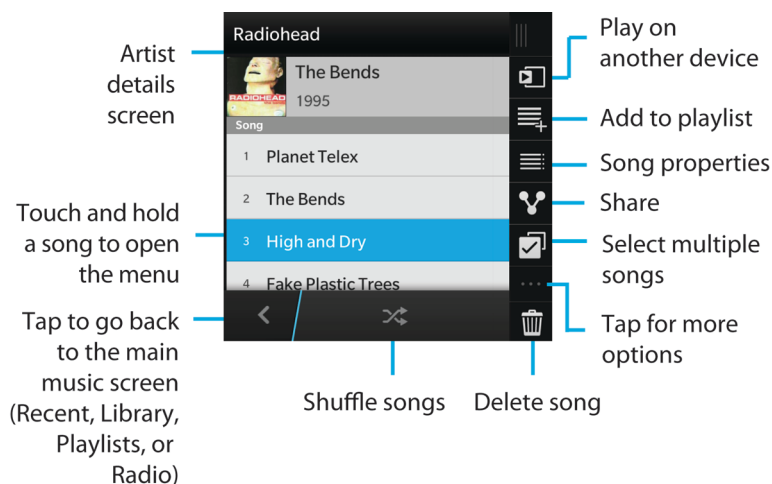 Radiohead
The Bends
1995
RADIOHEAD
Song
1 Planet Telex
2 The Bends
3 High and Dry
4 Fake Plastic Trees
Artist
details
screen
Touch and hold
a song to open
the menu
Tap to go back
to the main
music screen
(Recent, Library,
Playlists, or
Radio)
Shuffle songs
Delete song
Play on
another device
Add to playlist
Song properties
Share
Select multiple
songs
Tap for more
options